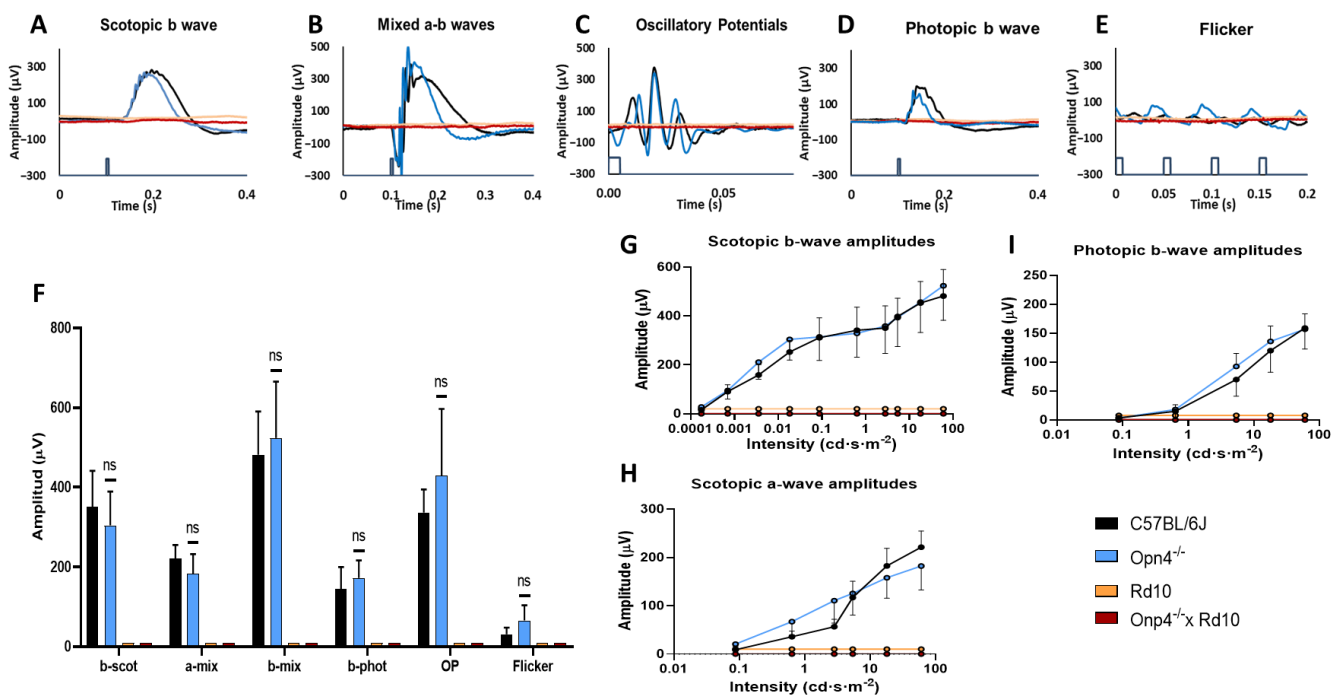 A Scotopic b wave
Amplitude (µV)
300
100
−100
−300
0 0.2 0.4
Time (s)
B Mixed a-b waves
Amplitude (µV)
500
300
100
−100
−300
0 0.1 0.2 0.3 0.4
Time (s)
C Oscillatory Potentials
Amplitude (µV)
500
300
100
−100
−300
0.00 0.05
Time (s)
D Photopic b wave
Amplitude (µV)
300
100
−100
−300
0 0.2 0.4
Time (s)
E Flicker
Amplitud (µV)
300
100
−100
−300
0 0.05 0.1 0.15 0.2
Time (s)
F
Amplitud (µV)
800
600
400
200
0
ns
ns
ns
ns
ns
ns
b-scot a-mix b-mix b-phot OP Flicker
G Scotopic b-wave amplitudes
Amplitude (µV)
600
400
200
0
0.0001 0.001 0.01 0.1 1 10 100
Intensity (cd·s·m⁻²)
H Scotopic a-wave amplitudes
Amplitude (µV)
300
200
100
0
0.01 0.1 1 10 100
Intensity (cd·s·m⁻²)
I Photopic b-wave amplitudes
Amplitude (µV)
250
200
150
100
50
0
0.01 0.1 1 10 100
Intensity (cd·s·m⁻²)
C57BL/6J
Opn4⁻/⁻
Rd10
Onp4⁻/⁻x Rd10